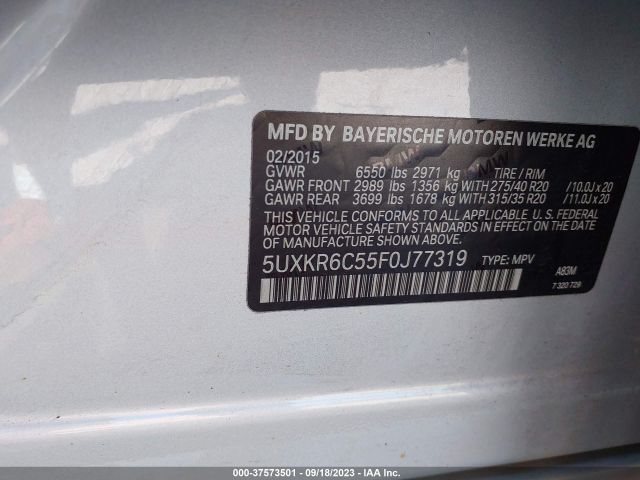 MFD BY BAYERISCHE MOTOREN WERKE AG
02/2015
GVWR 6550 lbs 2971 kg TIRE / RIM
GAWR FRONT 2989 lbs 1356 kg WITH 275/40 R20 /10.0J x 20
GAWR REAR 3699 lbs 1678 kg WITH 315/35 R20 /11.0J x 20
THIS VEHICLE CONFORMS TO ALL APPLICABLE U. S. FEDERAL
MOTOR VEHICLE SAFETY STANDARDS IN EFFECT ON THE DATE
OF MANUFACTURE SHOWN ABOVE.
5UXKR6C55F0J77319 TYPE: MPV A83M
7 320 729
000-37573501 - 09/18/2023 - IAA Inc.